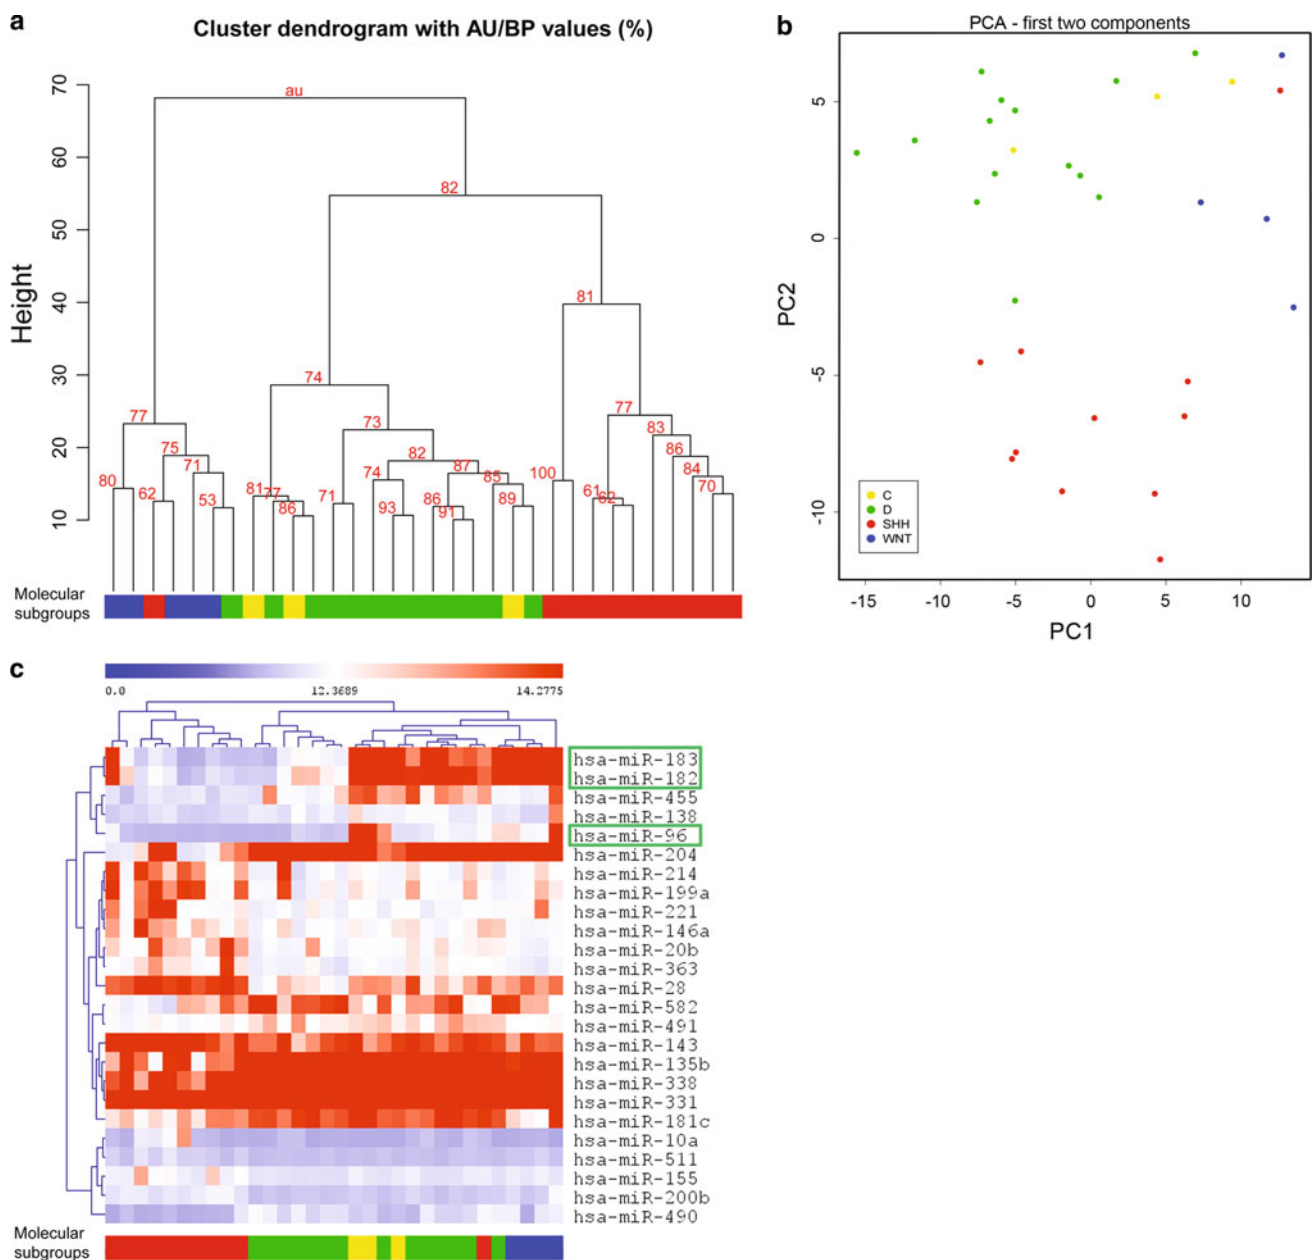 a
Cluster dendrogram with AU/BP values (%)
Height
70
60
50
40
30
20
10
au
82
81
74
77
77
73
83
75
82
86
71
74
87
85
84
80
62
53
81
77
86
71
93
86
91
89
100
61
62
70
Molecular
subgroups
b
PCA - first two components
PC2
5
0
-5
-10
C
D
SHH
WNT
-15
-10
-5
0
5
10
PC1
c
0.0
12.3689
14.2775
hsa-miR-183
hsa-miR-182
hsa-miR-455
hsa-miR-138
hsa-miR-96
hsa-miR-204
hsa-miR-214
hsa-miR-199a
hsa-miR-221
hsa-miR-146a
hsa-miR-20b
hsa-miR-363
hsa-miR-28
hsa-miR-582
hsa-miR-491
hsa-miR-143
hsa-miR-135b
hsa-miR-338
hsa-miR-331
hsa-miR-181c
hsa-miR-10a
hsa-miR-511
hsa-miR-155
hsa-miR-200b
hsa-miR-490
Molecular
subgroups